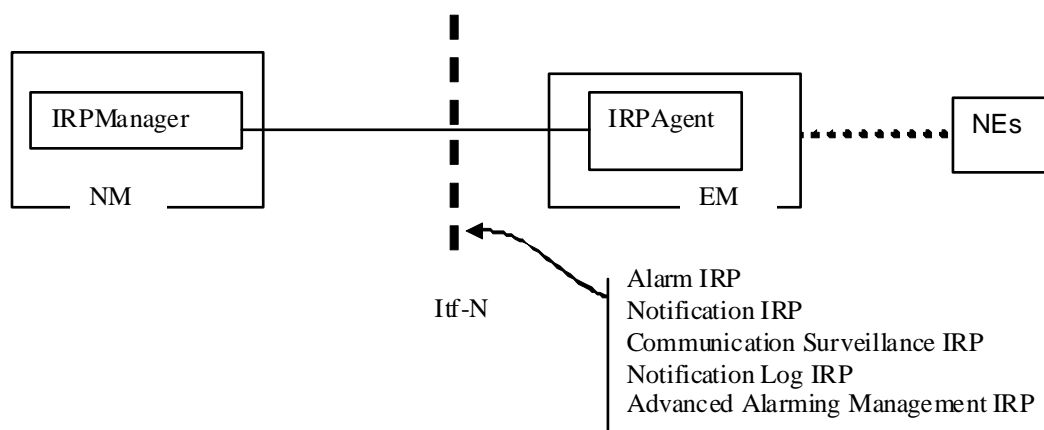 IRPManager
IRPAgent
NEs
NM
EM
Itf-N
Alarm IRP
Notification IRP
Communication Surveillance IRP
Notification Log IRP
Advanced Alarming Management IRP